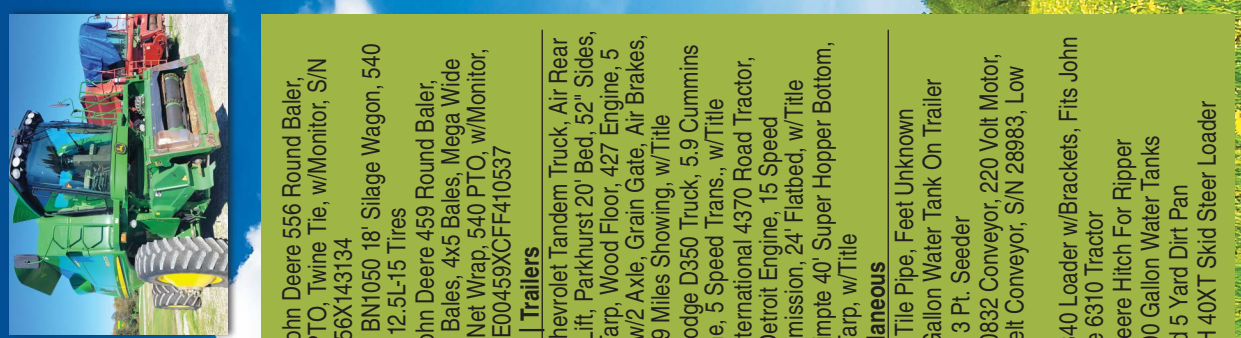 ohn Deere 556 Round Baler,
PTO, Twine Tie, w/Monitor, S/N
56X143134
BN1050 18' Silage Wagon, 540
12.5L-15 Tires
ohn Deere 459 Round Baler,
Bales, 4x5 Bales, Mega Wide
Net Wrap, 540 PTO, w/Monitor,
E00459XCFF410537
Trailers
hevrolet Tandem Truck, Air Rear
Lift, Parkhurst 20' Bed, 52" Sides,
Tarp, Wood Floor, 427 Engine, 5
w/2 Axle, Grain Gate, Air Brakes,
9 Miles Showing, w/Title
odge D350 Truck, 5.9 Cummins
e, 5 Speed Trans., w/Title
ternational 4370 Road Tractor,
Detroit Engine, 15 Speed
mission, 24' Flatbed, w/Title
mpte 40' Super Hopper Bottom,
Tarp, w/Title
laneous
Tile Pipe, Feet Unknown
Gallon Water Tank On Trailer
3 Pt. Seeder
0832 Conveyor, 220 Volt Motor,
elt Conveyor, S/N 28983, Low
640 Loader w/Brackets, Fits John
e 6310 Tractor
eere Hitch For Ripper
00 Gallon Water Tanks
d 5 Yard Dirt Pan
H 40XT Skid Steer Loader